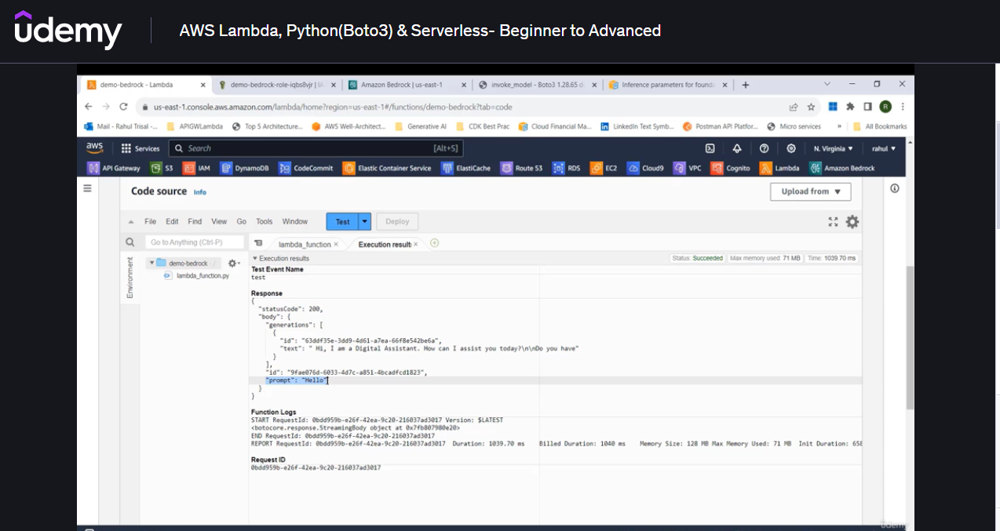 ûdemy
AWS Lambda, Python(Boto3) & Serverless- Beginner to Advanced
demo-bedrock - Lambda
demo-bedrock-role-iqbs8vjr | IA
Amazon Bedrock | us-east-1
invoke_model - Boto3 1.28.65 d
Inference parameters for found
us-east-1.console.aws.amazon.com/lambda/home?region=us-east-1#/functions/demo-bedrock?tab=code
R
Mail - Rahul Trisal -...
APIGWLambda
Top 5 Architecture...
AWS Well-Architect...
Generative AI
CDK Best Prac
Cloud Financial Ma...
LinkedIn Text Symb...
Postman API Platfor...
Micro services
»
All Bookmarks
aws
Services
Search
[Alt+S]
N. Virginia
rahul
API Gateway
S3
IAM
DynamoDB
CodeCommit
Elastic Container Service
ElastiCache
Route 53
RDS
EC2
Cloud9
VPC
Cognito
Lambda
Amazon Bedrock
Code source
Info
Upload from
File
Edit
Find
View
Go
Tools
Window
Test
Deploy
Go to Anything (Ctrl-P)
lambda_function
Execution results
Environment
demo-bedrock
/
lambda_function.py
Execution results
Status: Succeeded
Max memory used: 71 MB
Time: 1039.70 ms
Test Event Name
test
Response
{
"statusCode": 200,
"body": {
"generations": [
{
"id": "63ddf35e-3dd9-4d61-a7ea-66f8e542be6a",
"text": " Hi, I am a Digital Assistant. How can I assist you today?\n\nDo you have"
}
],
"id": "9fae076d-6033-4d7c-a851-4bcadfcd1823",
"prompt": "Hello"
}
}
Function Logs
START RequestId: 0bdd959b-e26f-42ea-9c20-216037ad3017 Version: $LATEST
<botocore.response.StreamingBody object at 0x7fb807980e20>
END RequestId: 0bdd959b-e26f-42ea-9c20-216037ad3017
REPORT RequestId: 0bdd959b-e26f-42ea-9c20-216037ad3017 Duration: 1039.70 ms Billed Duration: 1040 ms Memory Size: 128 MB Max Memory Used: 71 MB Init Duration: 658
Request ID
0bdd959b-e26f-42ea-9c20-216037ad3017
ûdemy